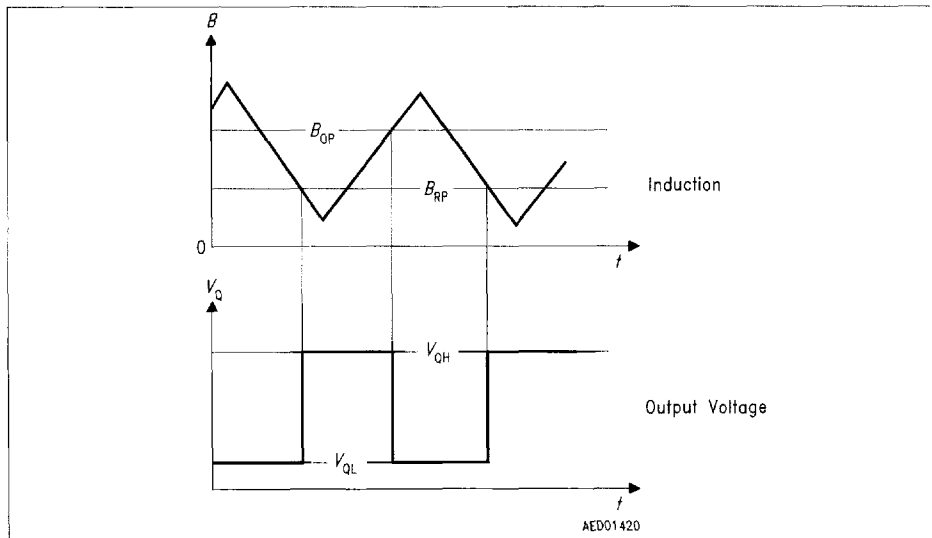 B
B_OP
B_RP
Induction
0
t
V_Q
V_QH
Output Voltage
V_QL
t
AED01420